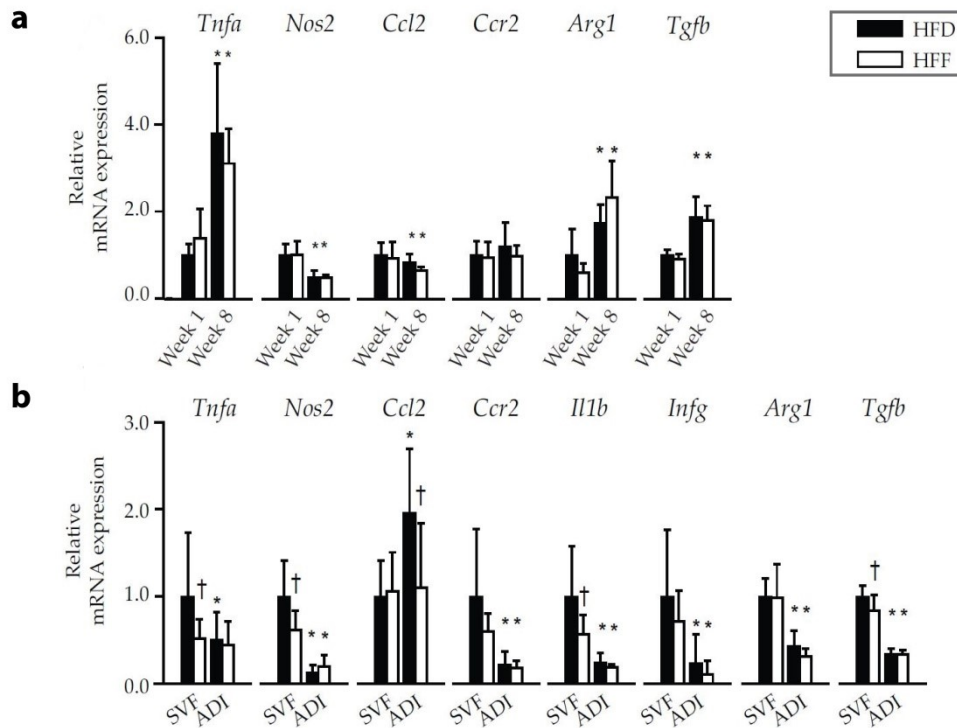 a
Tnfa Nos2 Ccl2 Ccr2 Arg1 Tgfb
HFD
HFF
Relative
mRNA expression
6.0
4.0
2.0
0.0
* *
* *
* *
* *
* *
Week 1 Week 8 Week 1 Week 8 Week 1 Week 8 Week 1 Week 8 Week 1 Week 8 Week 1 Week 8
b
Tnfa Nos2 Ccl2 Ccr2 Il1b Infg Arg1 Tgfb
Relative
mRNA expression
3.0
2.0
1.0
0.0
† *
† * *
* †
* *
† * *
* *
* *
† * *
SVF ADI SVF ADI SVF ADI SVF ADI SVF ADI SVF ADI SVF ADI SVF ADI